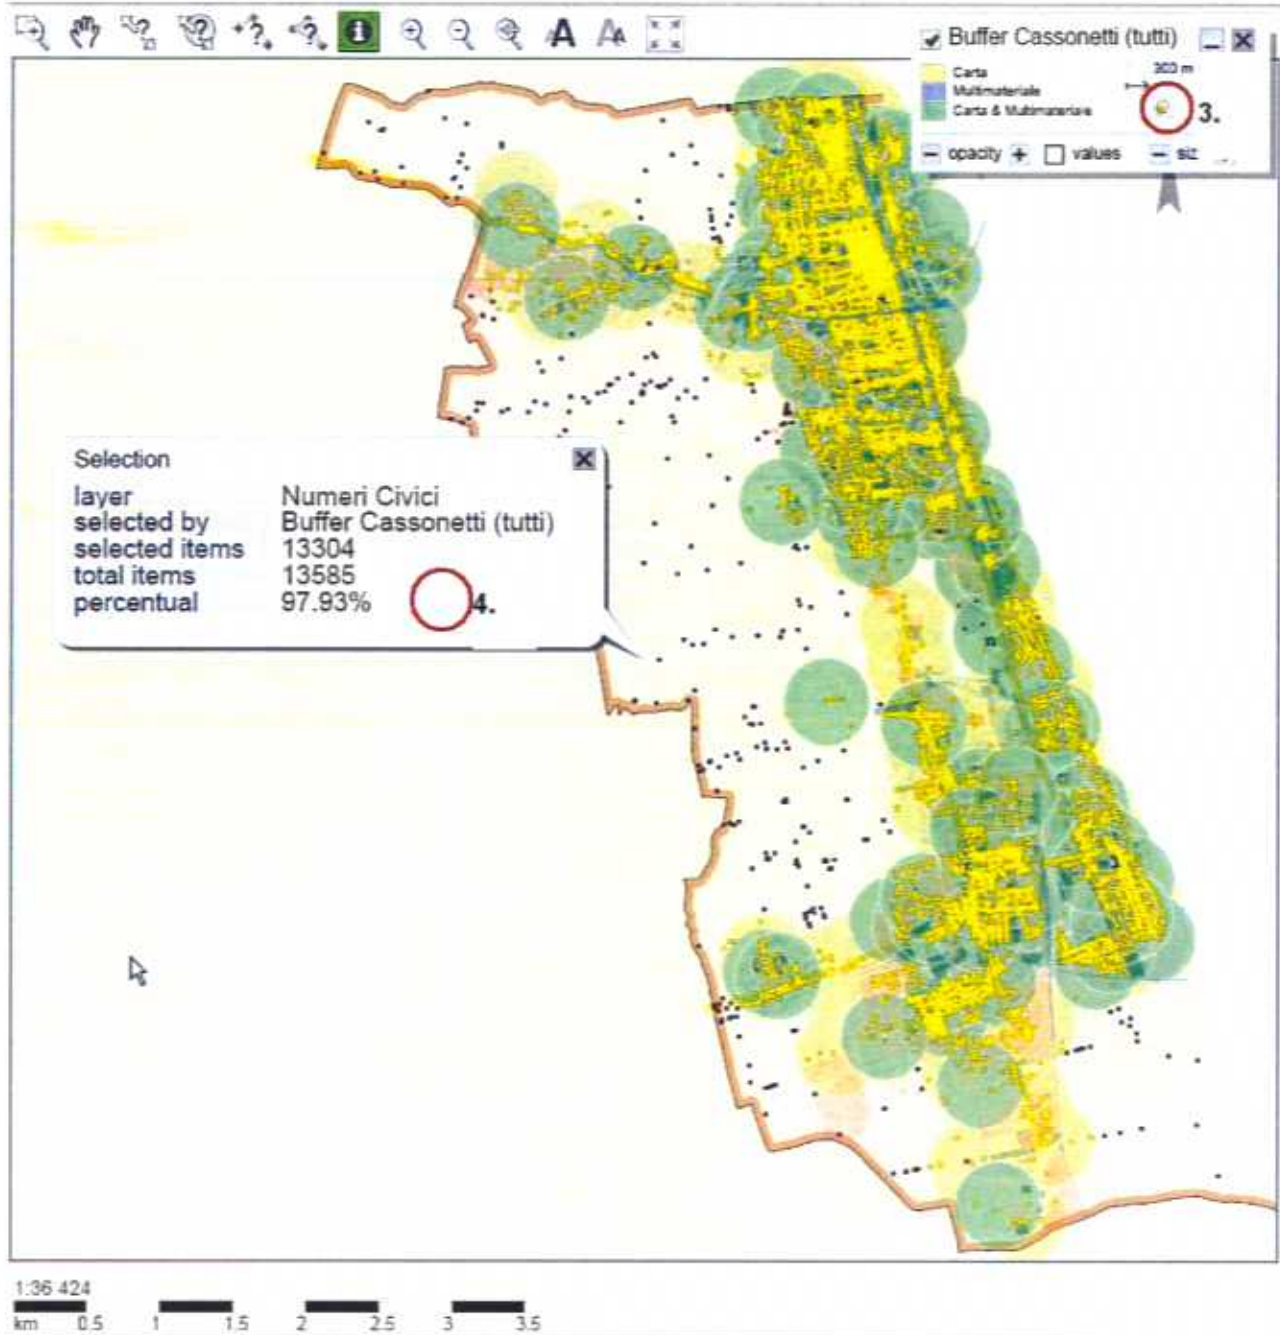 A AA
Buffer Cassonetti (tutti)
Carta
Multimateriale
Carta & Multimateriale
300 m
3.
opacity values siz
Selection
layer Numeri Civici
selected by Buffer Cassonetti (tutti)
selected items 13304
total items 13585
percentual 97.93%
4.
1:36 424
km 0.5 1 1.5 2 2.5 3 3.5